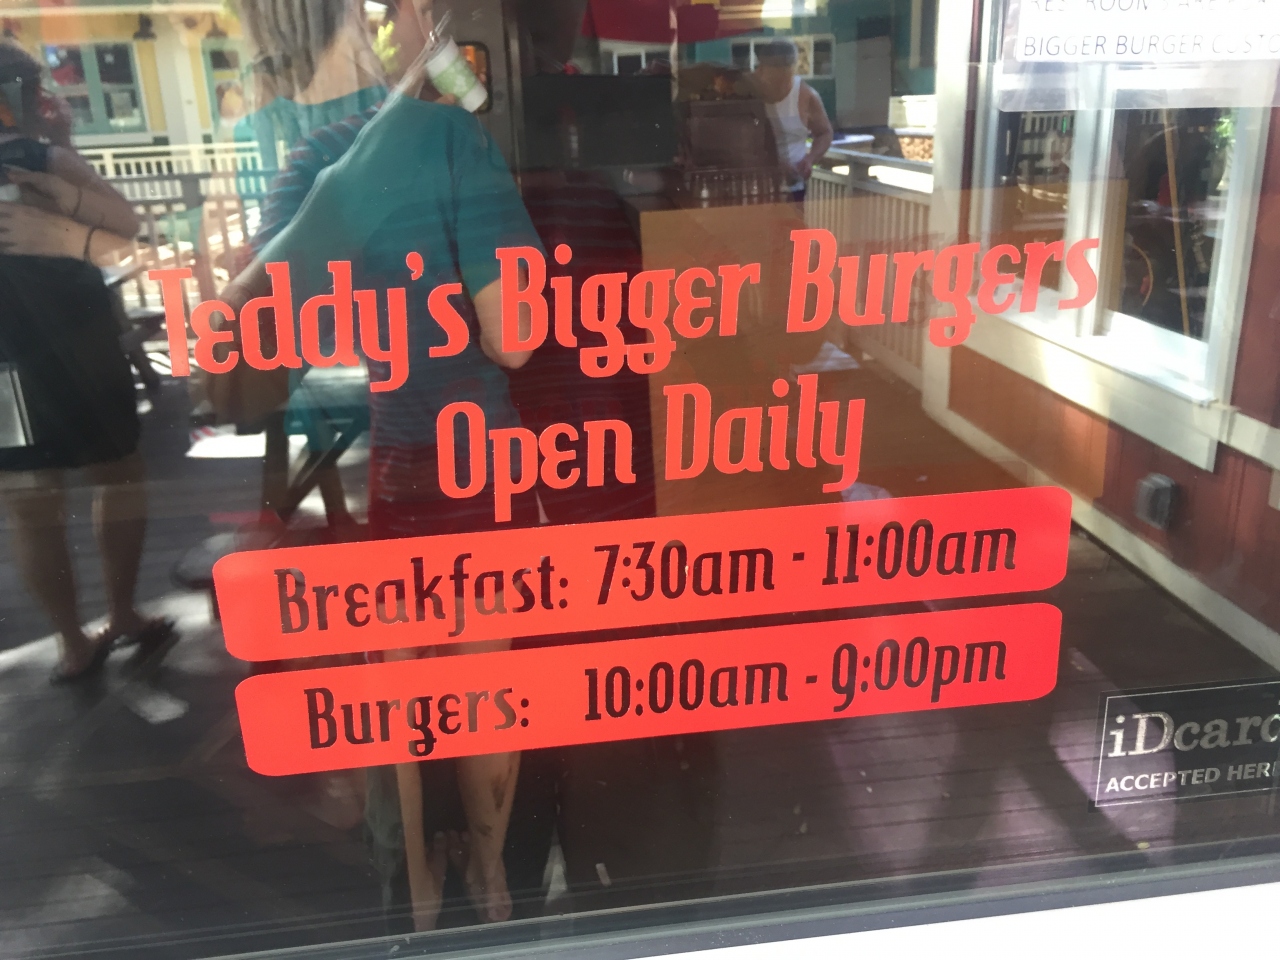 BIGGER BURGER
Teddy's Bigger Burgers
Open Daily
Breakfast: 7:30am - 11:00am
Burgers: 10:00am - 9:00pm
iDcard
ACCEPTED HERE